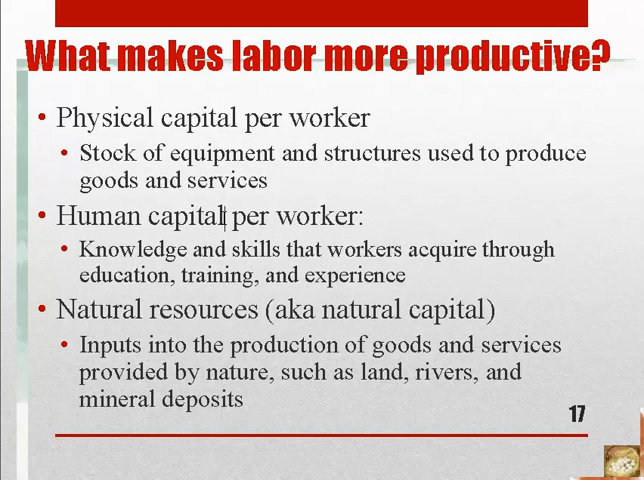 What makes labor more productive?
• Physical capital per worker
• Stock of equipment and structures used to produce
goods and services
• Human capital per worker:
• Knowledge and skills that workers acquire through
education, training, and experience
• Natural resources (aka natural capital)
• Inputs into the production of goods and services
provided by nature, such as land, rivers, and
mineral deposits
17